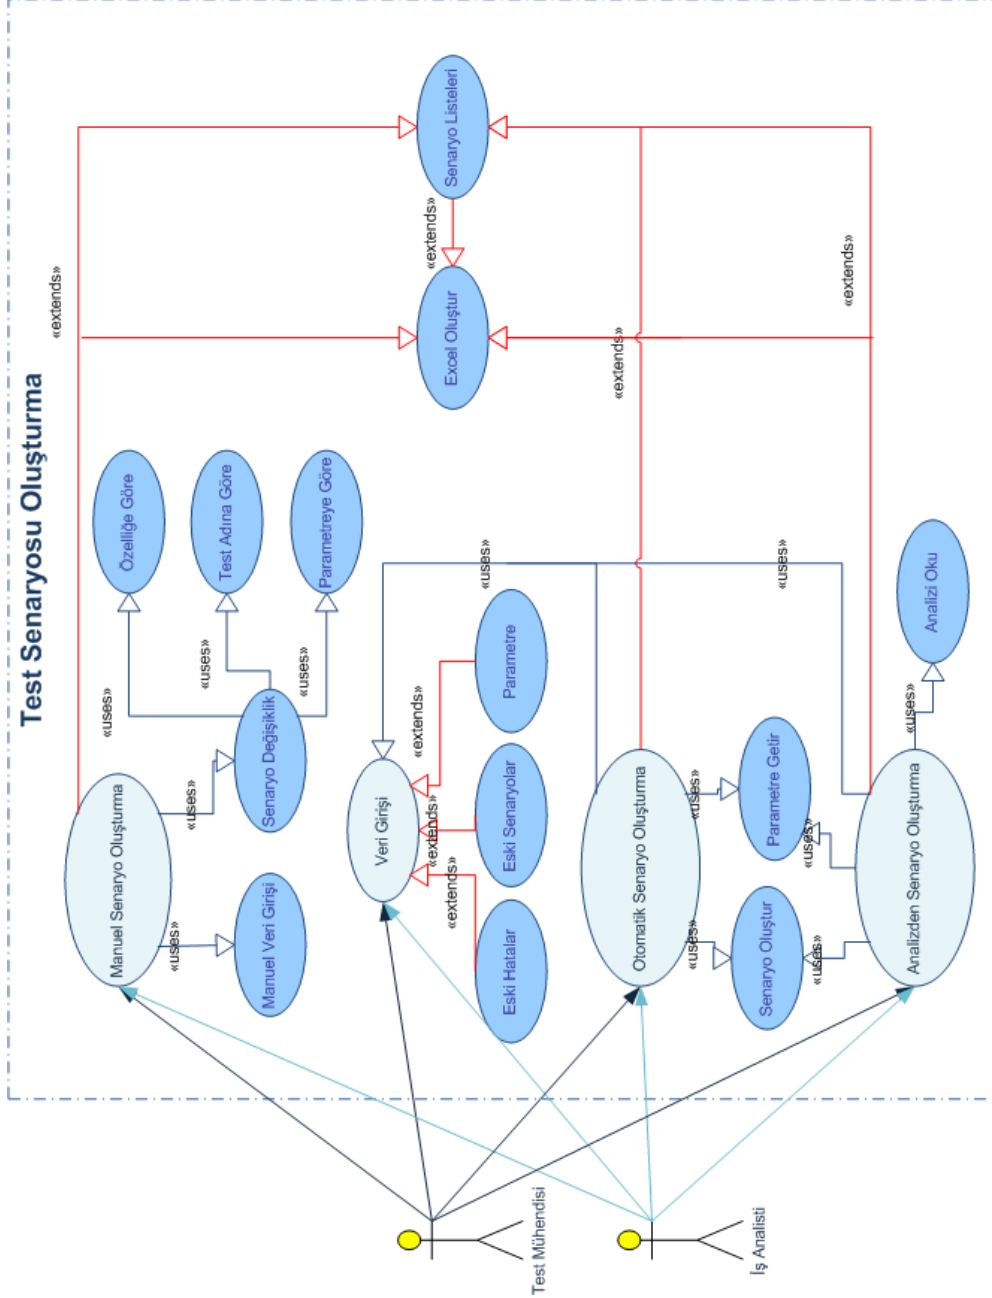 Test Senaryosu Oluşturma
Test Mühendisi
İş Analisti
Manuel Senaryo Oluşturma
«uses»
Manuel Veri Girişi
«uses»
Senaryo Değişiklik
«uses»
Özelliğe Göre
«uses»
Test Adına Göre
«uses»
Parametreye Göre
«extends»
Senaryo Listeleri
«extends»
Excel Oluştur
Veri Girişi
«extends»
Parametre
«extends»
Eski Senaryolar
«extends»
Eski Hatalar
«uses»
«uses»
«extends»
«extends»
Otomatik Senaryo Oluşturma
«uses»
Parametre Getir
«uses»
Senaryo Oluştur
«uses»
«uses»
Analizden Senaryo Oluşturma
«uses»
Analizi Oku